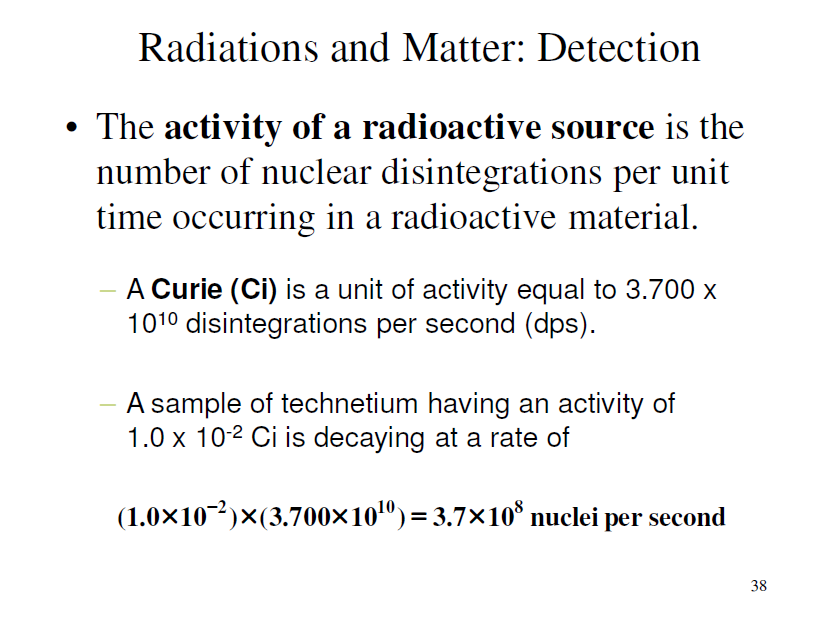 Radiations and Matter: Detection
• The activity of a radioactive source is the
number of nuclear disintegrations per unit
time occurring in a radioactive material.
– A Curie (Ci) is a unit of activity equal to 3.700 x
10¹⁰ disintegrations per second (dps).
– A sample of technetium having an activity of
1.0 x 10⁻² Ci is decaying at a rate of
(1.0×10⁻²)×(3.700×10¹⁰) = 3.7×10⁸ nuclei per second
38